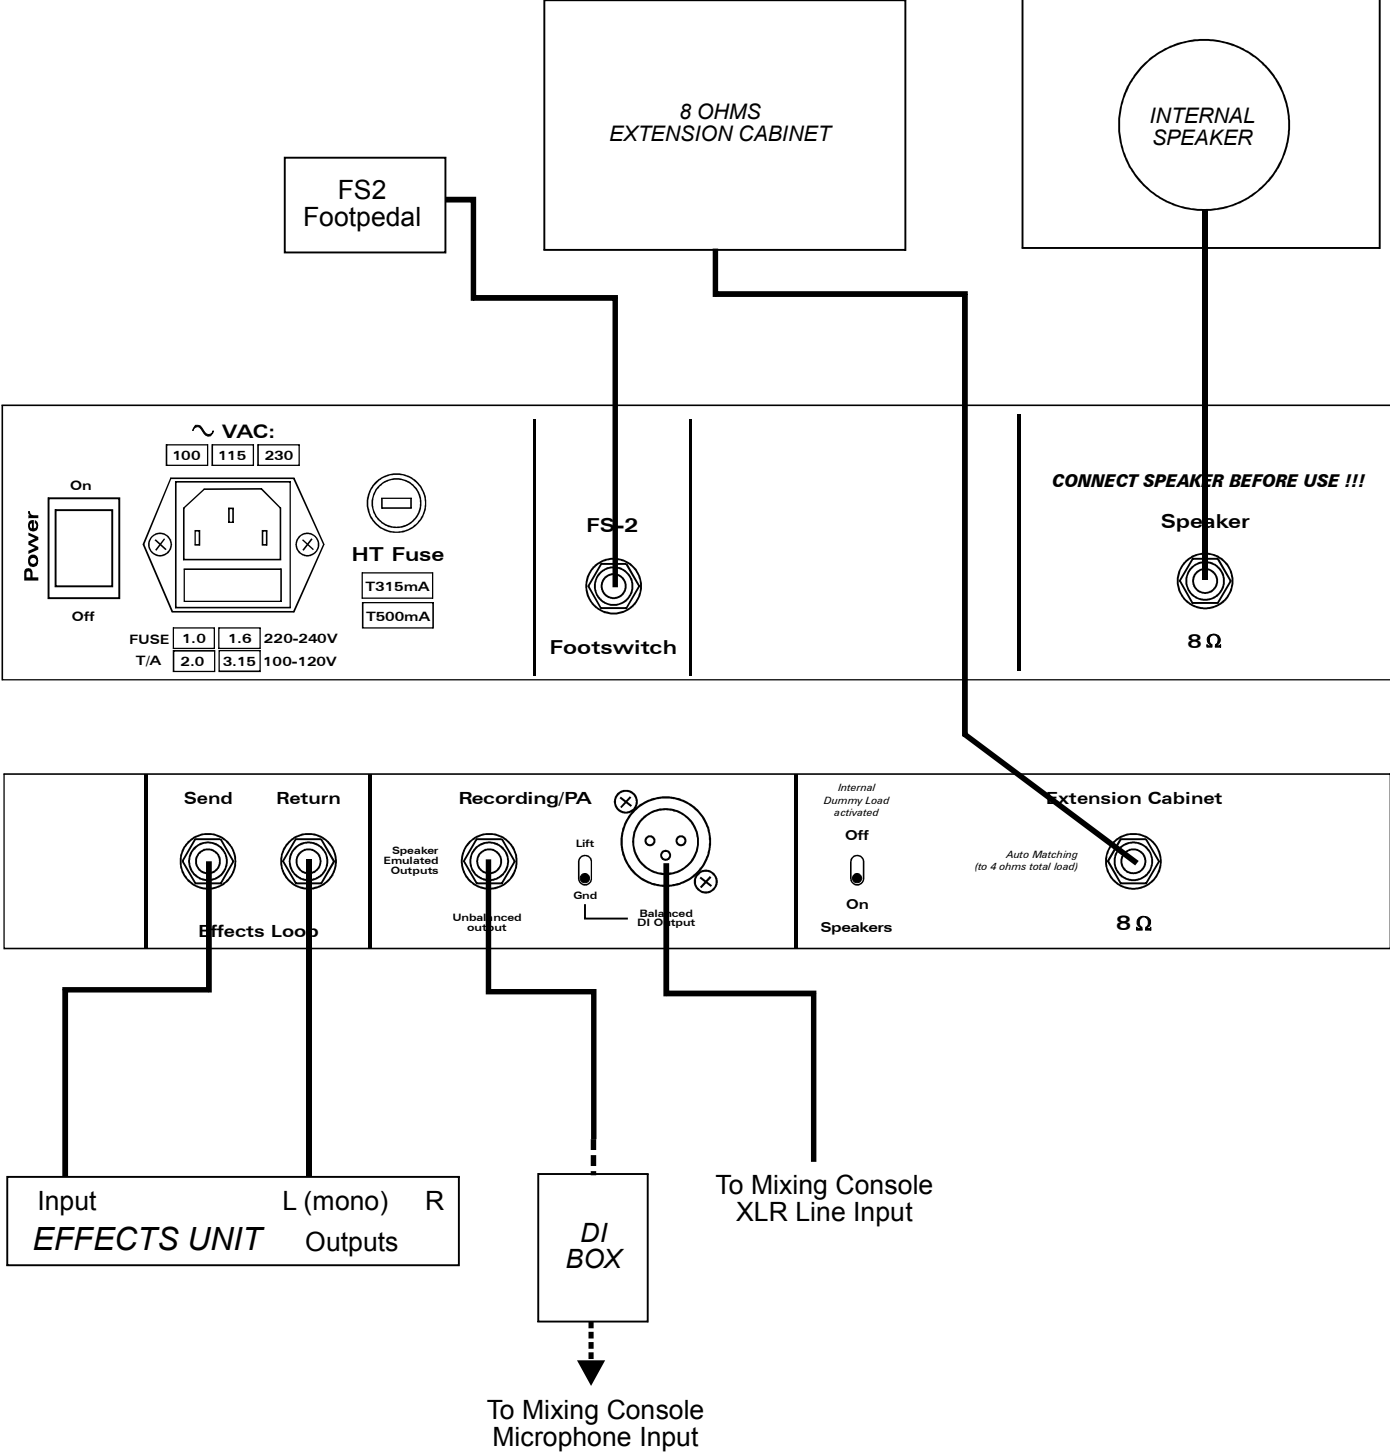 8 OHMS
EXTENSION CABINET
INTERNAL
SPEAKER
FS2
Footpedal
VAC:
100 115 230
On
Power
Off
HT Fuse
T315mA
T500mA
FUSE 1.0 1.6 220-240V
T/A 2.0 3.15 100-120V
FS-2
Footswitch
CONNECT SPEAKER BEFORE USE !!!
Speaker
8 Ω
Send Return
Effects Loop
Recording/PA
Speaker
Emulated
Outputs
Unbalanced
output
Lift
Gnd
Balanced
DI Output
Internal
Dummy Load
activated
Off
On
Speakers
Extension Cabinet
Auto Matching
(to 4 ohms total load)
8 Ω
Input L (mono) R
EFFECTS UNIT Outputs
DI
BOX
To Mixing Console
XLR Line Input
To Mixing Console
Microphone Input